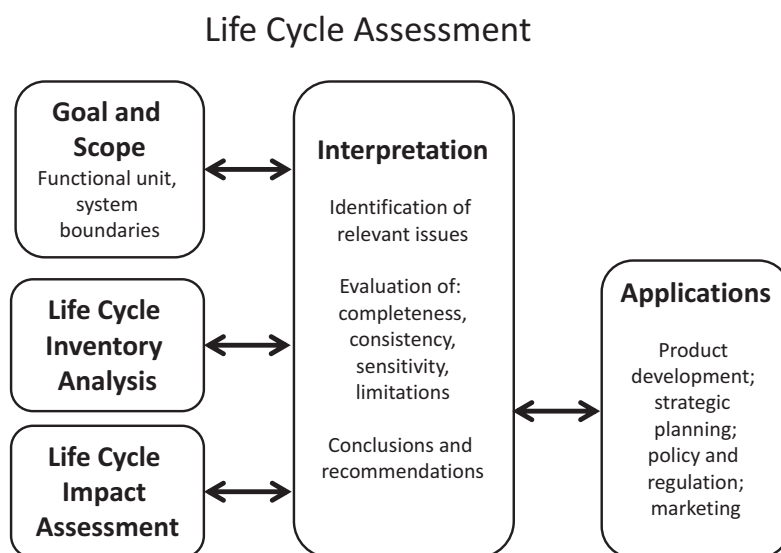 Life Cycle Assessment
Goal and
Scope
Functional unit,
system
boundaries
Life Cycle
Inventory
Analysis
Life Cycle
Impact
Assessment
Interpretation
Identification of
relevant issues
Evaluation of:
completeness,
consistency,
sensitivity,
limitations
Conclusions and
recommendations
Applications
Product
development;
strategic
planning;
policy and
regulation;
marketing